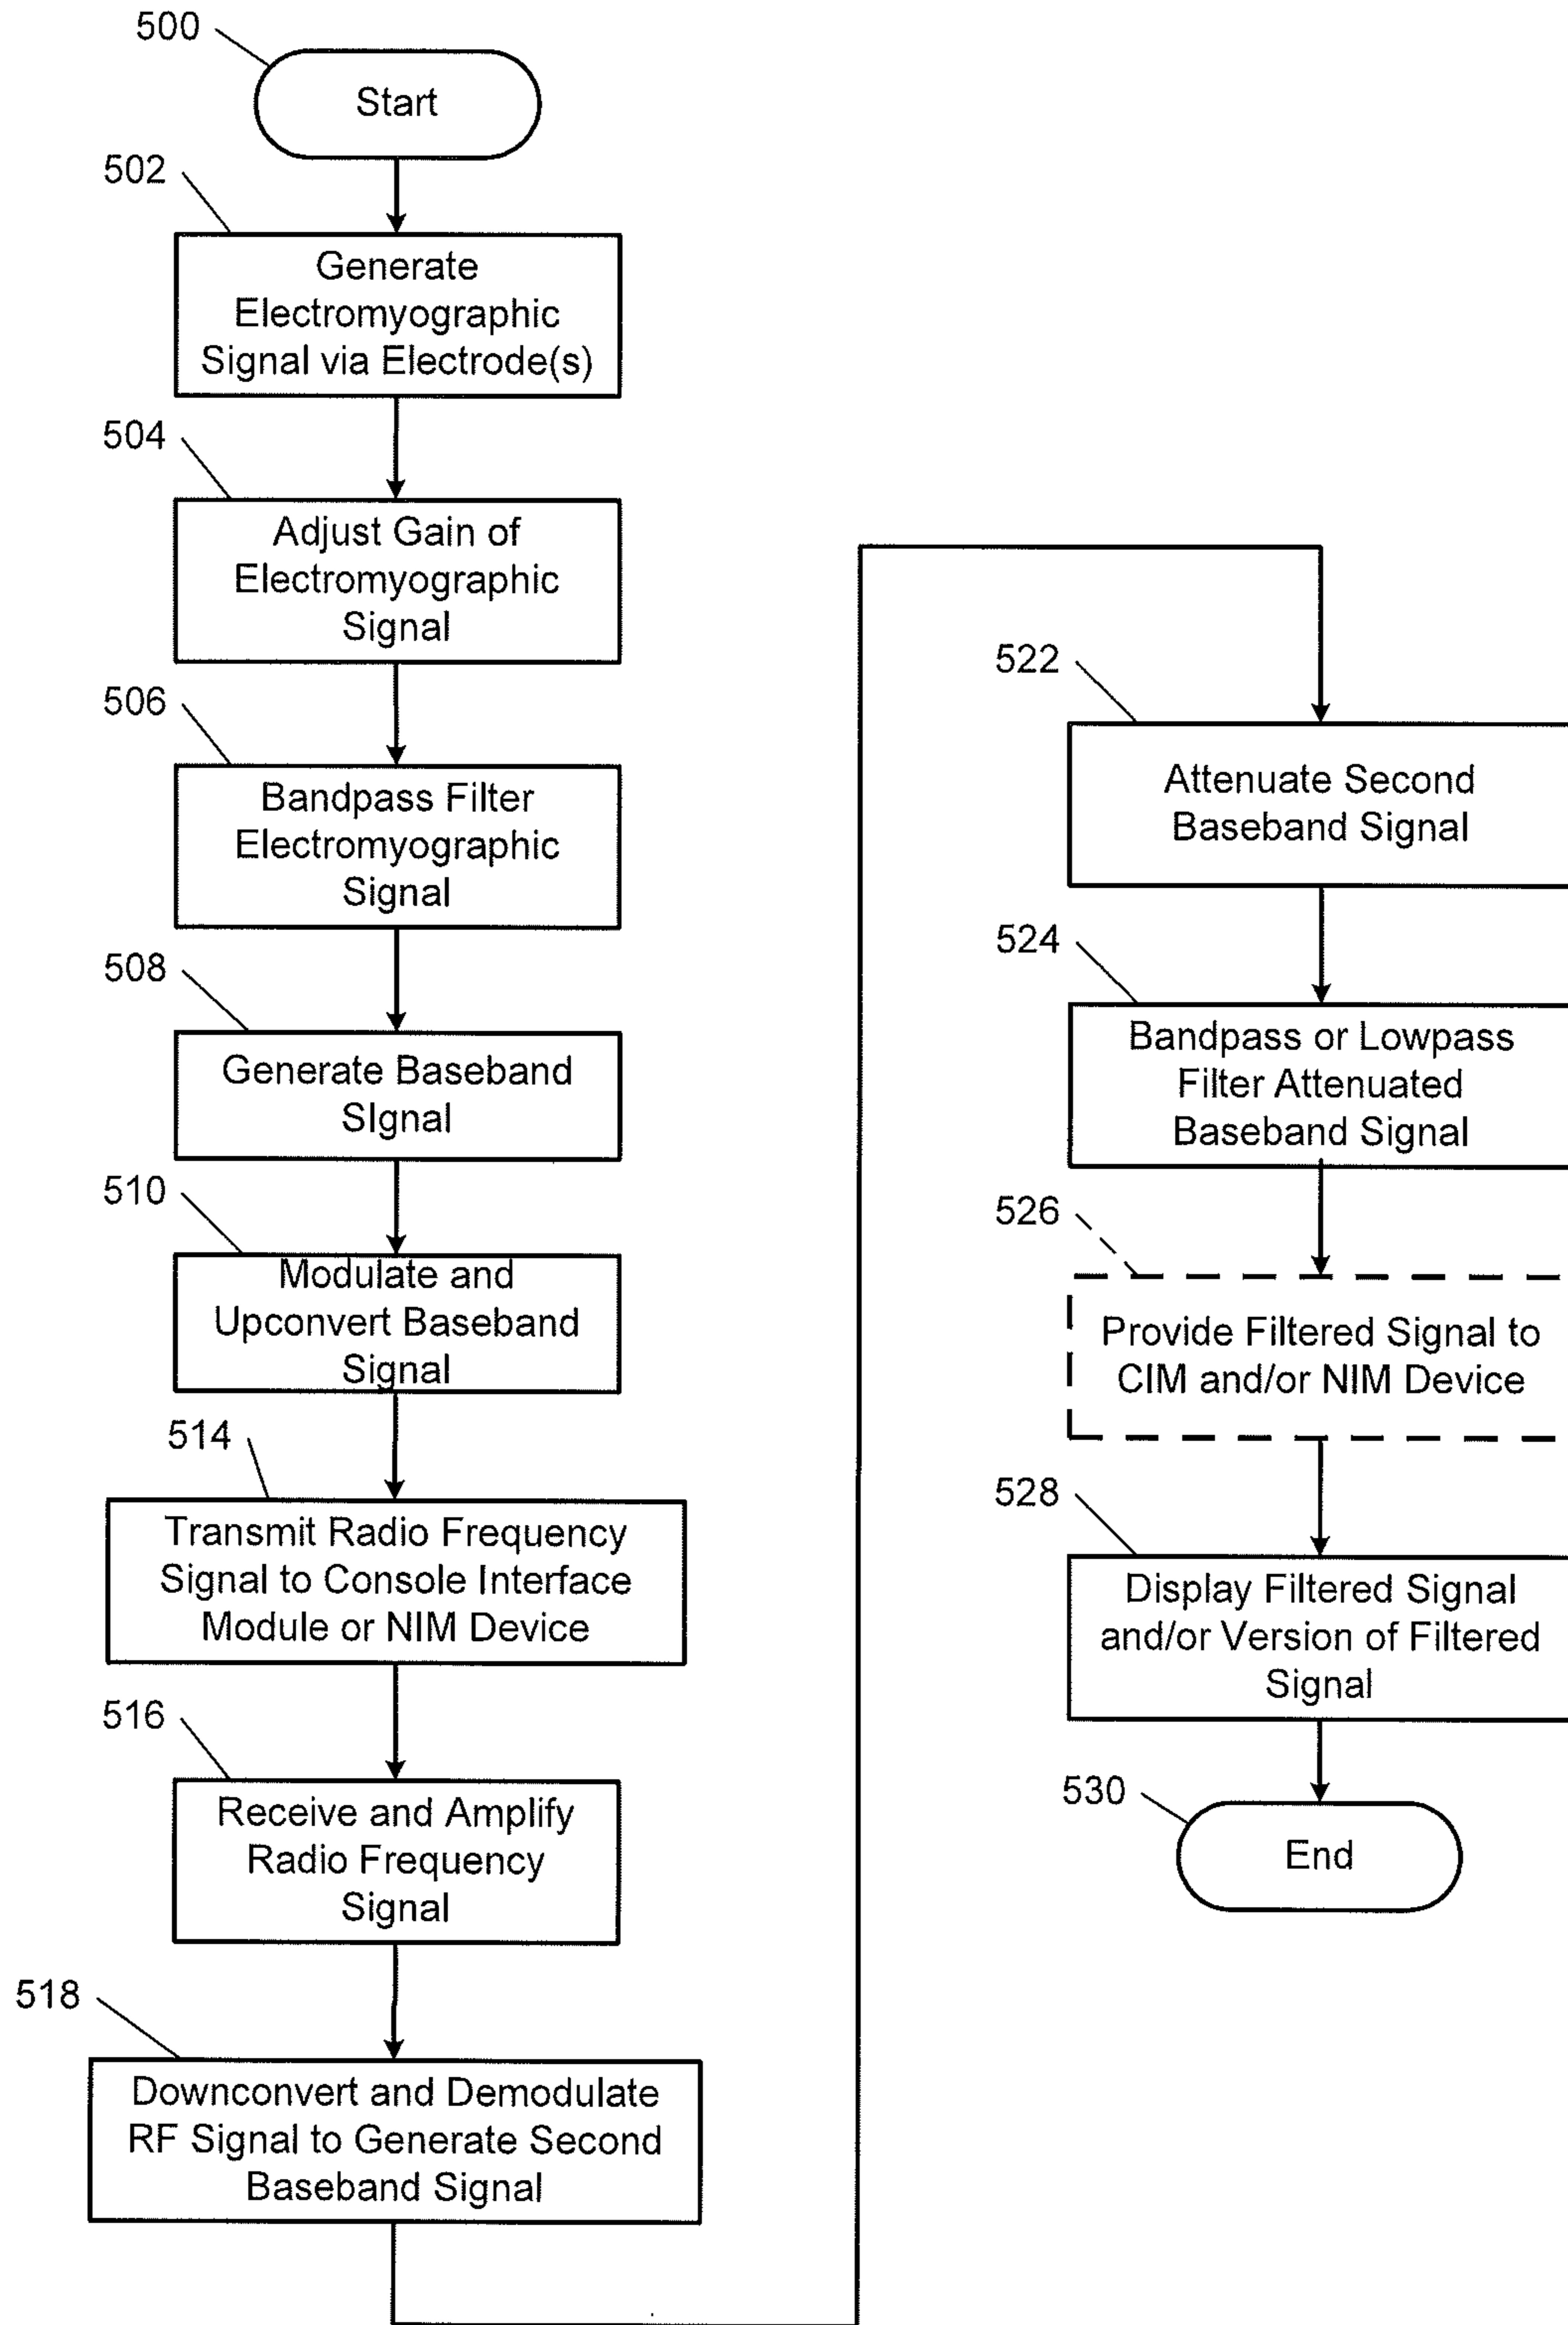 500
Start
502
Generate
Electromyographic
Signal via Electrode(s)
504
Adjust Gain of
Electromyographic
Signal
506
Bandpass Filter
Electromyographic
Signal
508
Generate Baseband
SIgnal
510
Modulate and
Upconvert Baseband
Signal
514
Transmit Radio Frequency
Signal to Console Interface
Module or NIM Device
516
Receive and Amplify
Radio Frequency
Signal
518
Downconvert and Demodulate
RF Signal to Generate Second
Baseband Signal
522
Attenuate Second
Baseband Signal
524
Bandpass or Lowpass
Filter Attenuated
Baseband Signal
526
Provide Filtered Signal to
CIM and/or NIM Device
528
Display Filtered Signal
and/or Version of Filtered
Signal
530
End